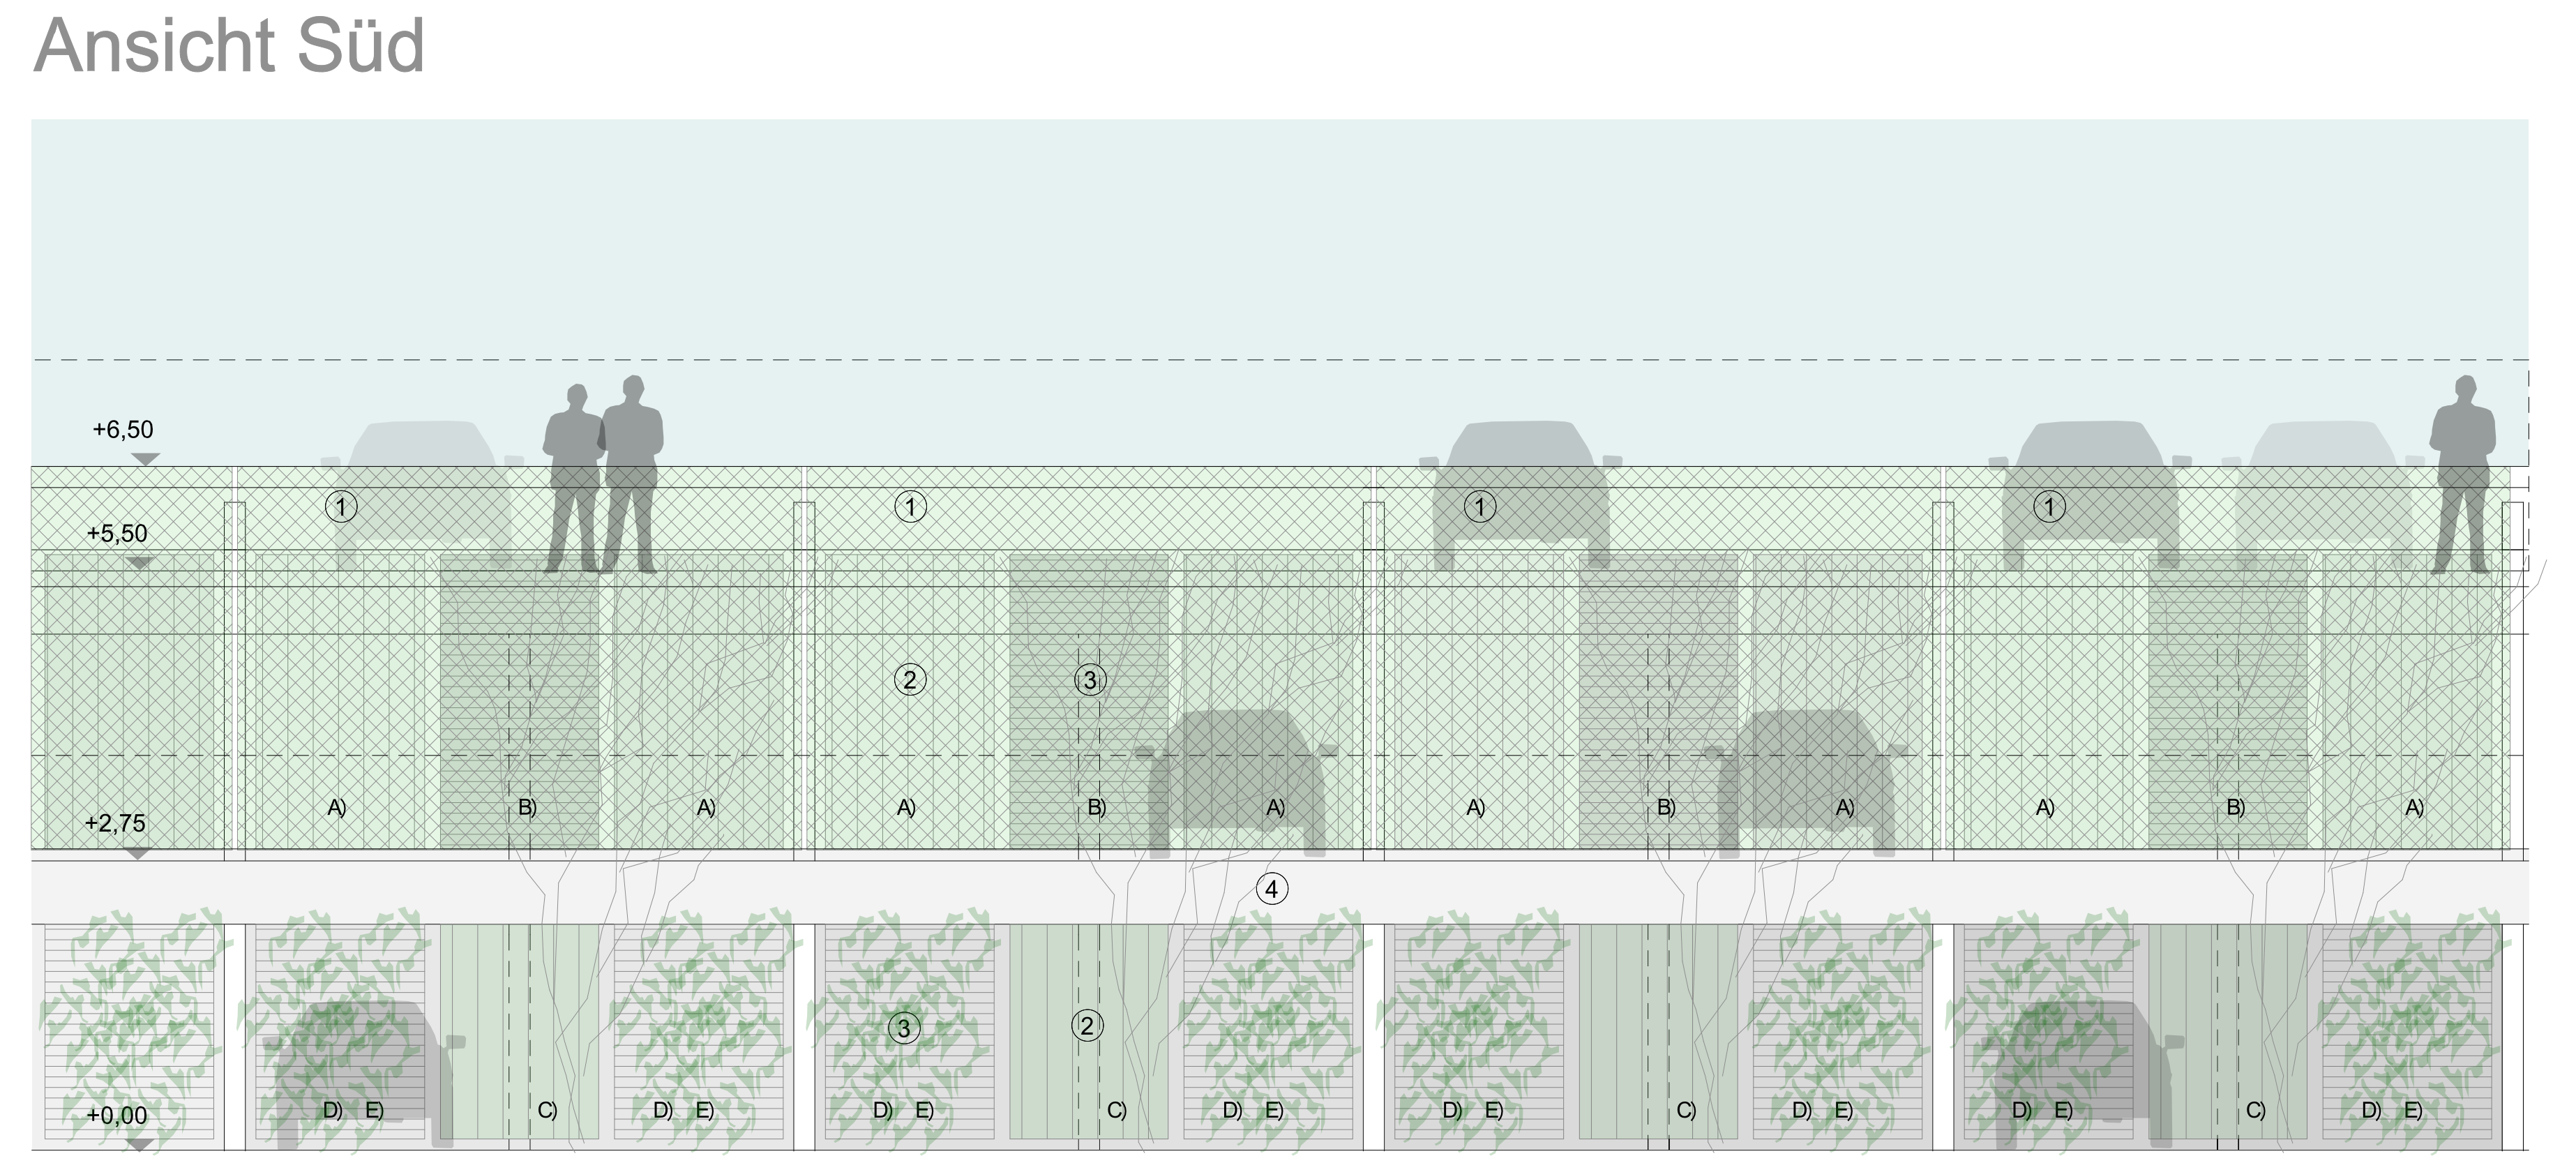 Ansicht Süd
+6,50
① ① ① ①
+5,50
② ③
A) B) A) A) B) A) A) B) A) A) B) A)
+2,75
④
③ ②
D) E) C) D) E) D) E) C) D) E) D) E) C) D) E) D) E) C) D) E)
+0,00